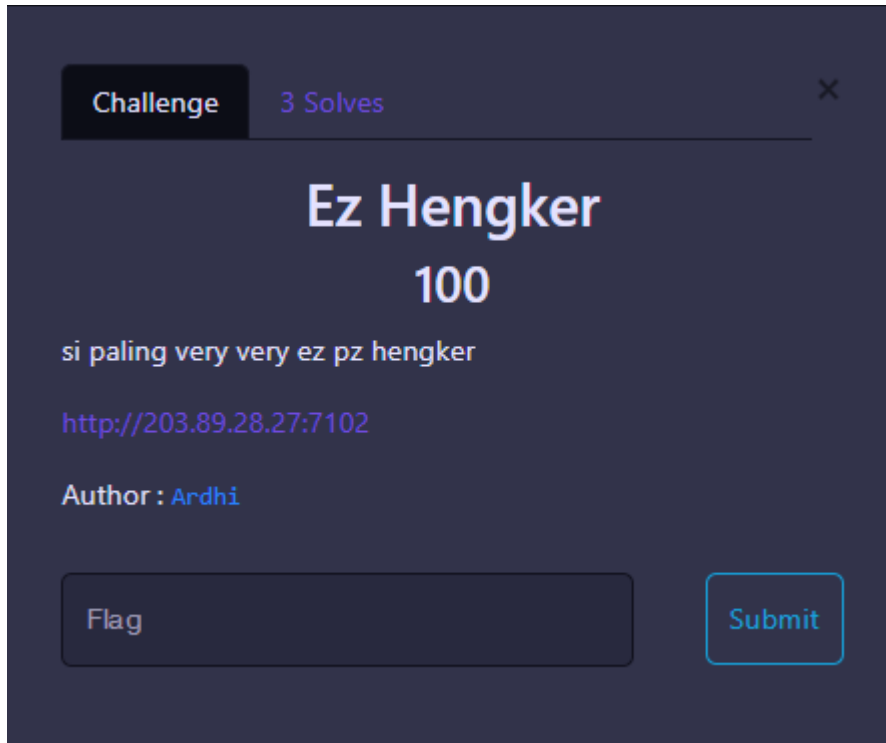 Challenge 3 Solves ×
Ez Hengker
100
si paling very very ez pz hengker
http://203.89.28.27:7102
Author : Ardhi
Flag Submit